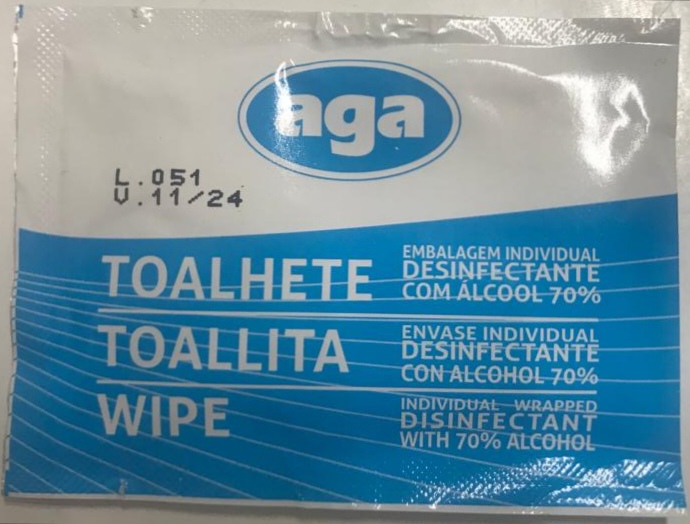 aga
L.051
V.11/24
TOALHETE
EMBALAGEM INDIVIDUAL
DESINFECTANTE
COM ÁLCOOL 70%
TOALLITA
ENVASE INDIVIDUAL
DESINFECTANTE
CON ALCOHOL 70%
WIPE
INDIVIDUAL WRAPPED
DISINFECTANT
WITH 70% ALCOHOL